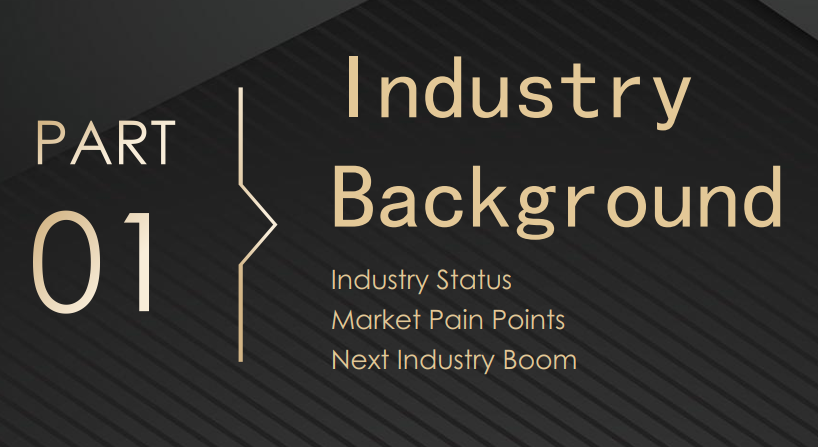 PART
01
Industry
Background
Industry Status
Market Pain Points
Next Industry Boom